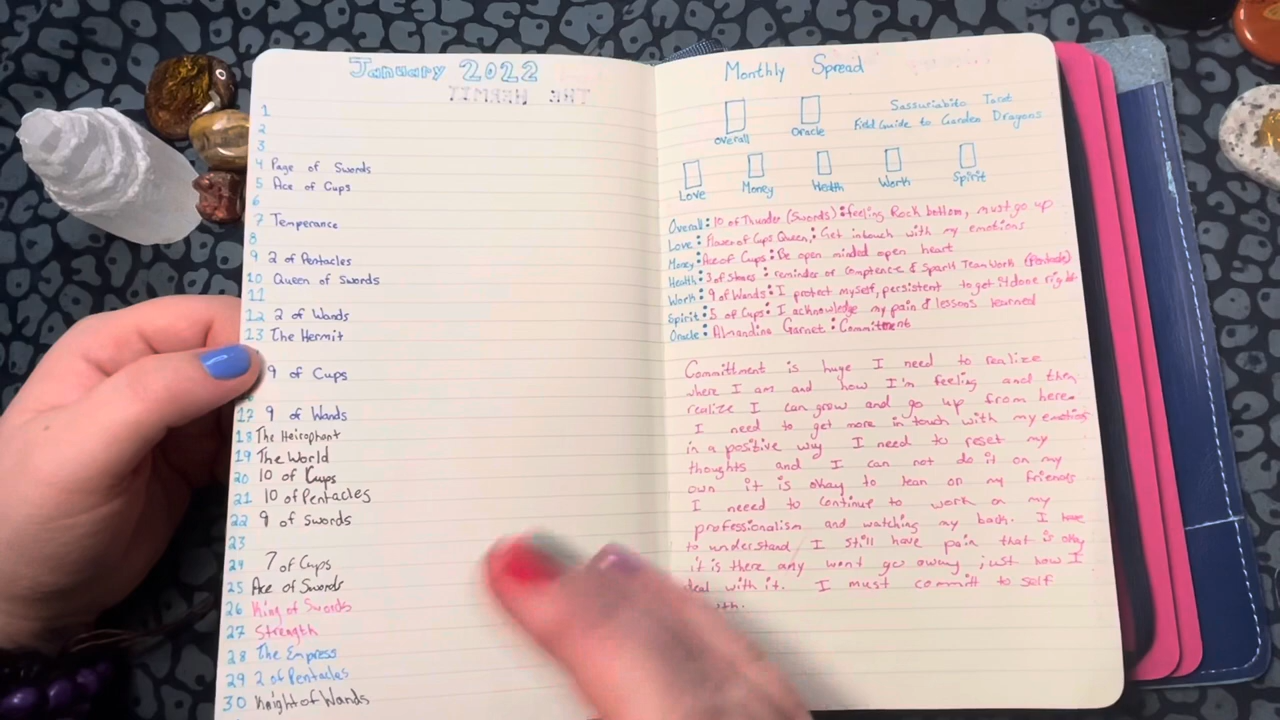 January 2022
THE HERMIT
1
2
3
4 Page of Swords
5 Ace of Cups
6
7 Temperance
8
9 2 of Pentacles
10 Queen of Swords
11
12 2 of Wands
13 The Hermit
9 of Cups
17 9 of Wands
18 The Heirophant
19 The World
20 10 of Cups
21 10 of Pentacles
22 9 of Swords
23
24 7 of Cups
25 Ace of Swords
26 King of Swords
27 Strength
28 The Empress
29 2 of Pentacles
30 Knight of Wands
Monthly Spread
Sassuriabito Tarot
Field Guide to Garden Dragons
Overall
Oracle
Love
Money
Health
Work
Spirit
Overall: 10 of Thunder (Swords): feeling Rock bottom, must go up
Love: of Cups Queen: Get in touch with my emotions
Money: Ace of Cups: Be open minded open heart
Health: 3 of : reminder of competence & Team Work
Work: 9 of Wands: I protect myself, persistent to get it done right
Spirit: 5 of Cups: I acknowledge my pain & lessons learned
Oracle: Almandine Garnet: Committment
Committment is huge I need to realize
where I am and how I'm feeling and then
realize I can grow and go up from here.
I need to get more in touch with my emotions
in a positive way I need to reset my
thoughts and I can not do it on my
own it is okay to lean on my friends
I need to continue to work on my
professionalism and watching my back. I have
to understand I still have pain that is okay
it is there any wont go away, just how I
deal with it. I must committ to self